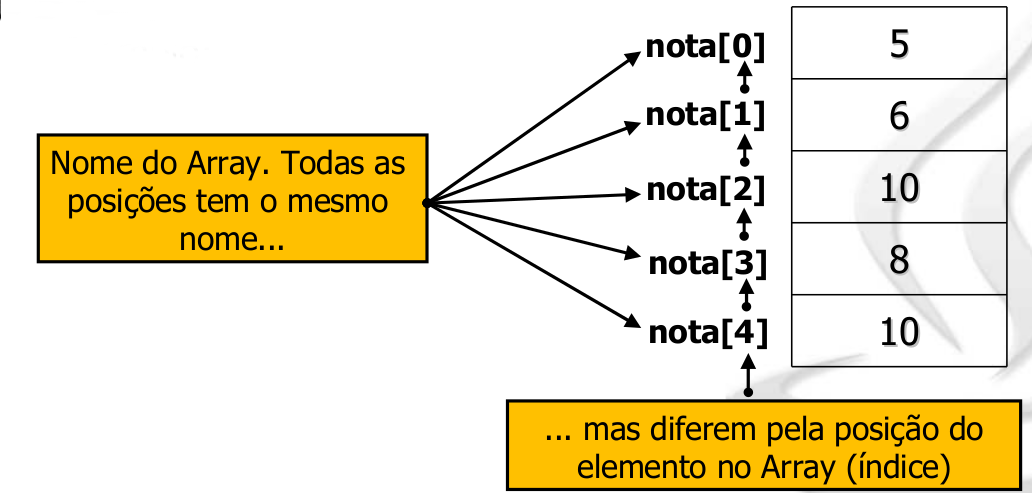 nota[0] 5
nota[1] 6
Nome do Array. Todas as
posições tem o mesmo
nome...
nota[2] 10
nota[3] 8
nota[4] 10
... mas diferem pela posição do
elemento no Array (índice)